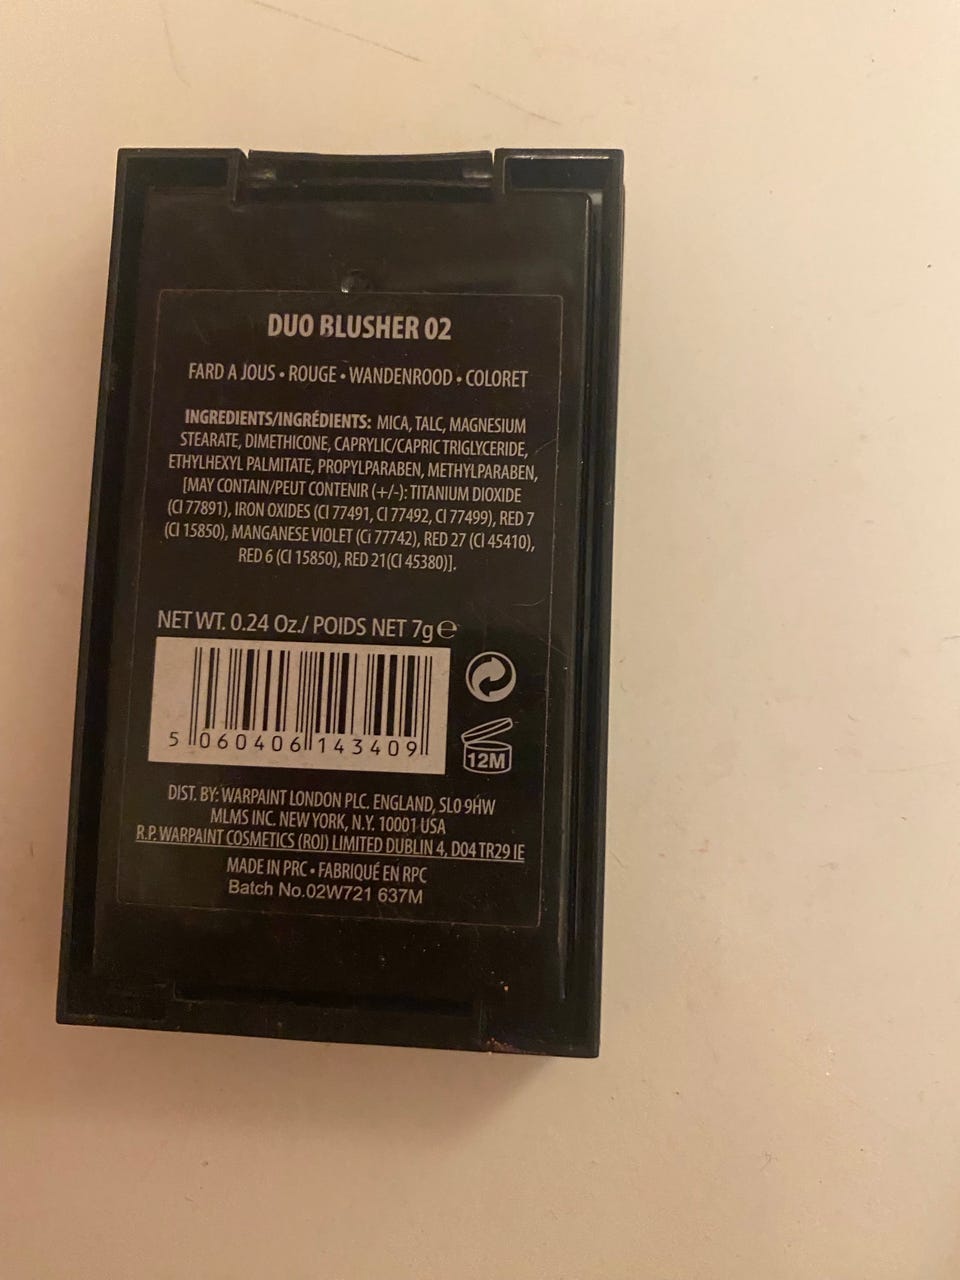 DUO BLUSHER 02
FARD A JOUS • ROUGE • WANDENROOD • COLORET
INGREDIENTS/INGRÉDIENTS: MICA, TALC, MAGNESIUM
STEARATE, DIMETHICONE, CAPRYLIC/CAPRIC TRIGLYCERIDE,
ETHYLHEXYL PALMITATE, PROPYLPARABEN, METHYLPARABEN,
[MAY CONTAIN/PEUT CONTENIR (+/-): TITANIUM DIOXIDE
(CI 77891), IRON OXIDES (CI 77491, CI 77492, CI 77499), RED 7
(CI 15850), MANGANESE VIOLET (Ci 77742), RED 27 (CI 45410),
RED 6 (CI 15850), RED 21(CI 45380)].
NET WT. 0.24 Oz./ POIDS NET 7g e
5 060406 143409
12M
DIST. BY: WARPAINT LONDON PLC. ENGLAND, SL0 9HW
MLMS INC. NEW YORK, N.Y. 10001 USA
R.P. WARPAINT COSMETICS (ROI) LIMITED DUBLIN 4, D04 TR29 IE
MADE IN PRC • FABRIQUÉ EN RPC
Batch No.02W721 637M